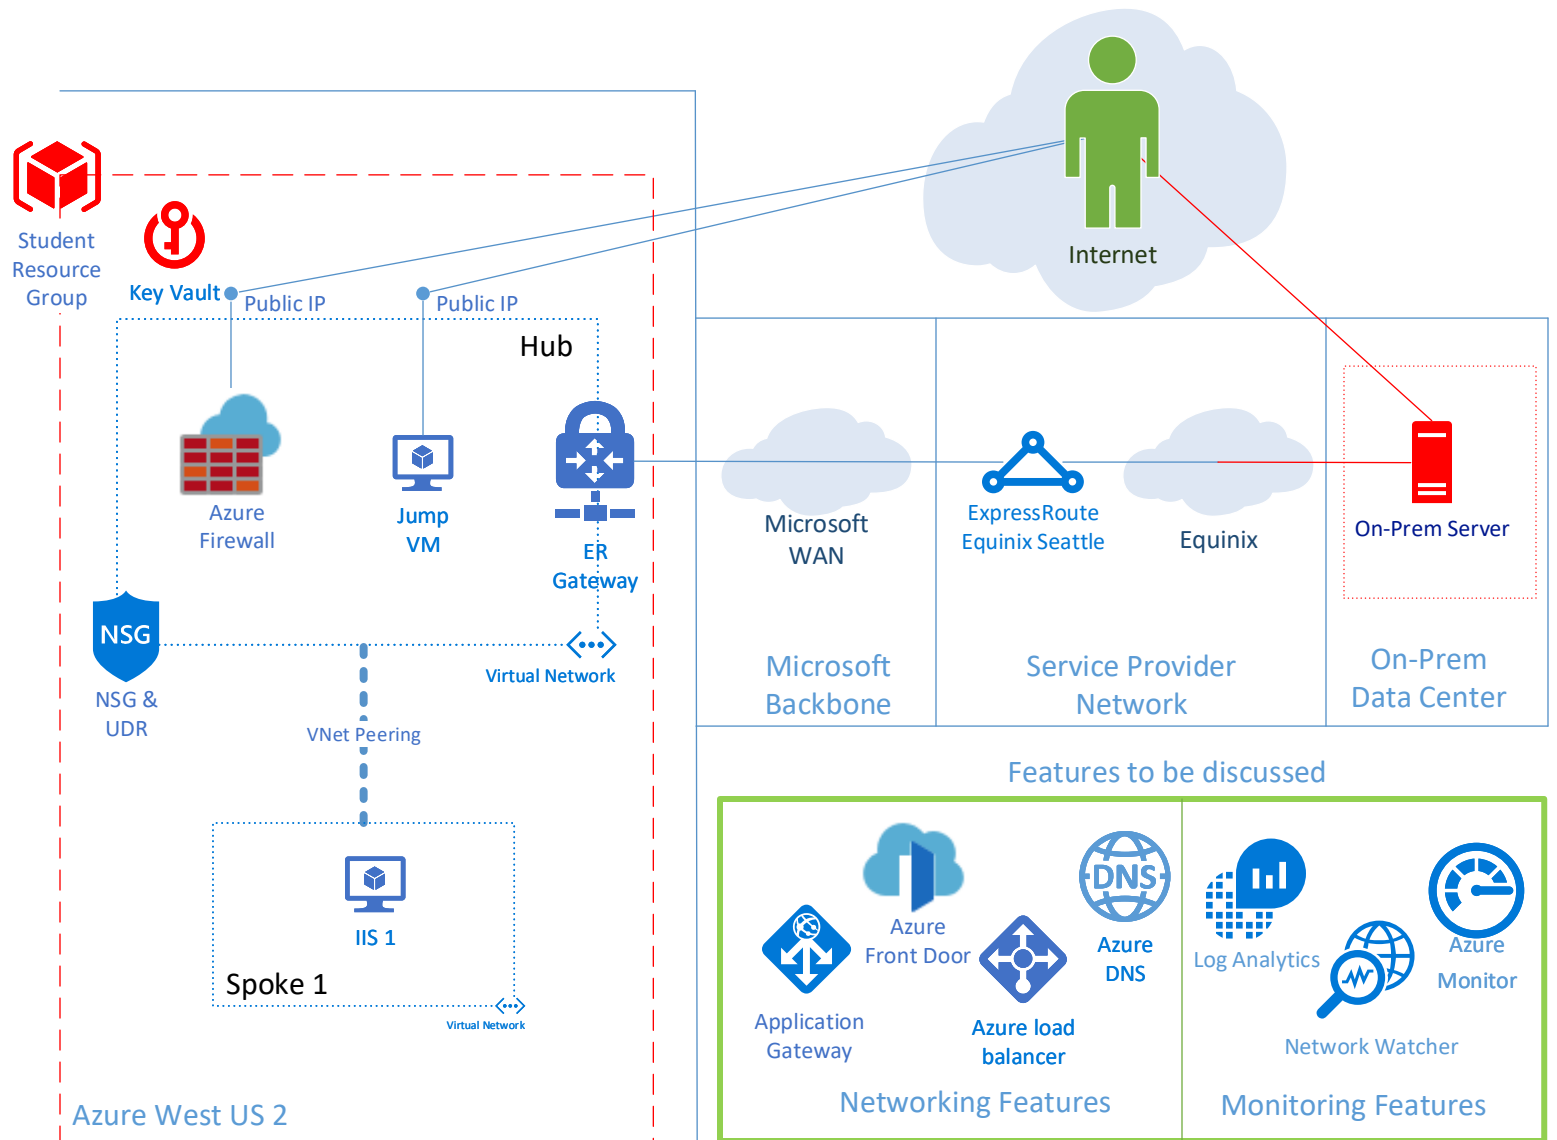 Internet
Student
Resource
Group
Key Vault
Public IP
Public IP
Hub
Azure
Firewall
Jump
VM
ER
Gateway
Microsoft
WAN
ExpressRoute
Equinix Seattle
Equinix
On-Prem Server
NSG
NSG &
UDR
Virtual Network
Microsoft
Backbone
Service Provider
Network
On-Prem
Data Center
VNet Peering
IIS 1
Spoke 1
Virtual Network
Azure West US 2
Features to be discussed
DNS
Azure
Front Door
Azure
DNS
Application
Gateway
Azure load
balancer
Networking Features
Log Analytics
Azure
Monitor
Network Watcher
Monitoring Features